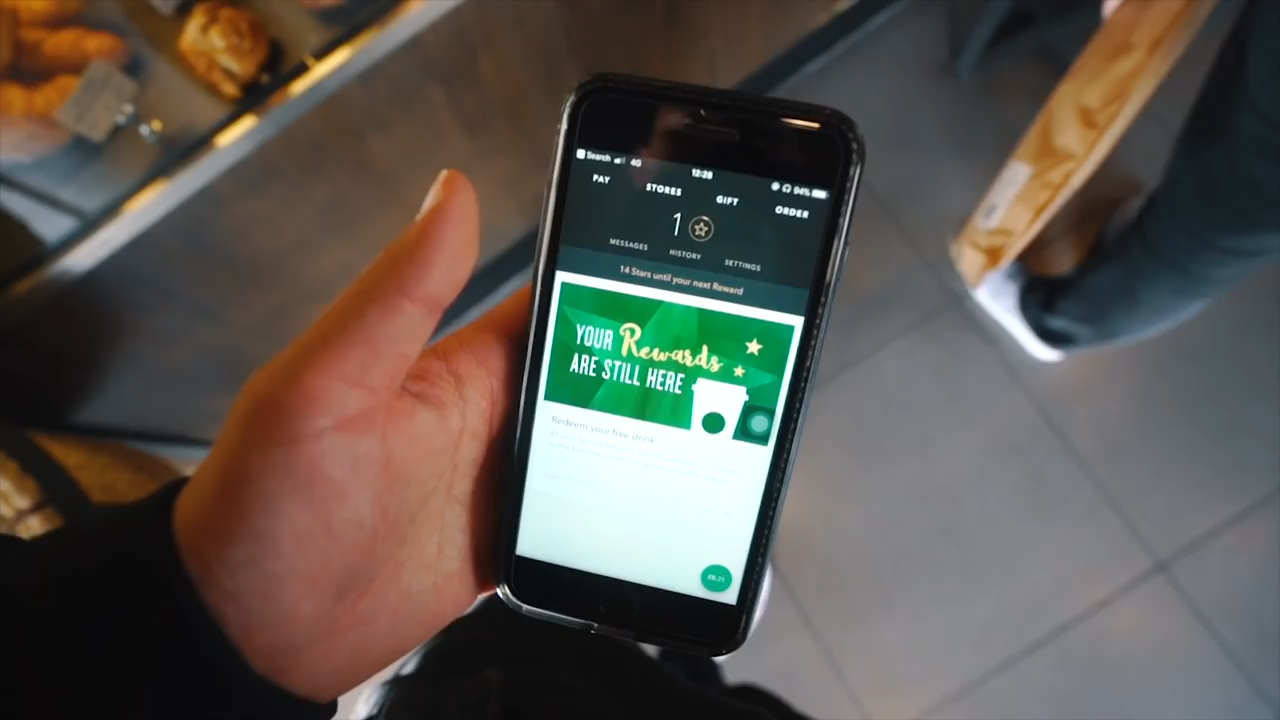 Search 4G 12:28 94%
PAY STORES GIFT ORDER
1
MESSAGES HISTORY SETTINGS
14 Stars until your next Reward
YOUR Rewards
ARE STILL HERE
Redeem your free drink